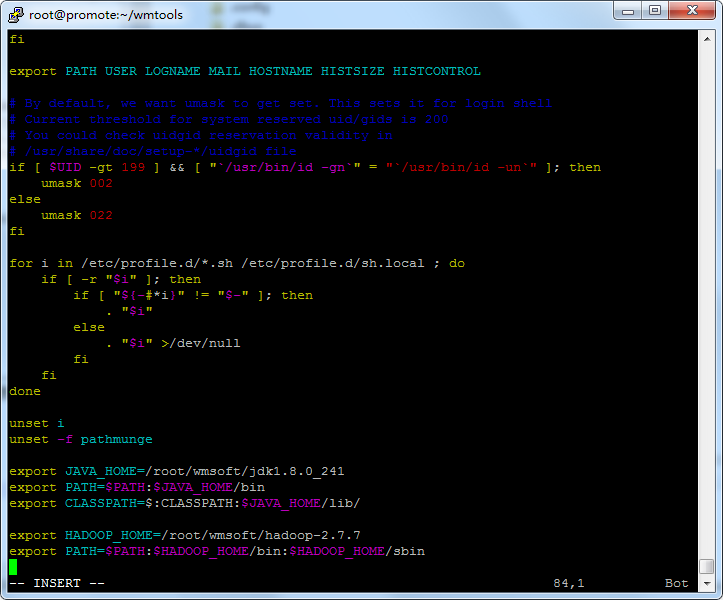 root@promote:~/wmtools
fi
export PATH USER LOGNAME MAIL HOSTNAME HISTSIZE HISTCONTROL
# By default, we want umask to get set. This sets it for login shell
# Current threshold for system reserved uid/gids is 200
# You could check uidgid reservation validity in
# /usr/share/doc/setup-*/uidgid file
if [ $UID -gt 199 ] && [ "`/usr/bin/id -gn`" = "`/usr/bin/id -un`" ]; then
    umask 002
else
    umask 022
fi
for i in /etc/profile.d/*.sh /etc/profile.d/sh.local ; do
    if [ -r "$i" ]; then
        if [ "${-#*i}" != "$-" ]; then
            . "$i"
        else
            . "$i" >/dev/null
        fi
    fi
done
unset i
unset -f pathmunge
export JAVA_HOME=/root/wmsoft/jdk1.8.0_241
export PATH=$PATH:$JAVA_HOME/bin
export CLASSPATH=$:CLASSPATH:$JAVA_HOME/lib/
export HADOOP_HOME=/root/wmsoft/hadoop-2.7.7
export PATH=$PATH:$HADOOP_HOME/bin:$HADOOP_HOME/sbin
-- INSERT -- 84,1 Bot